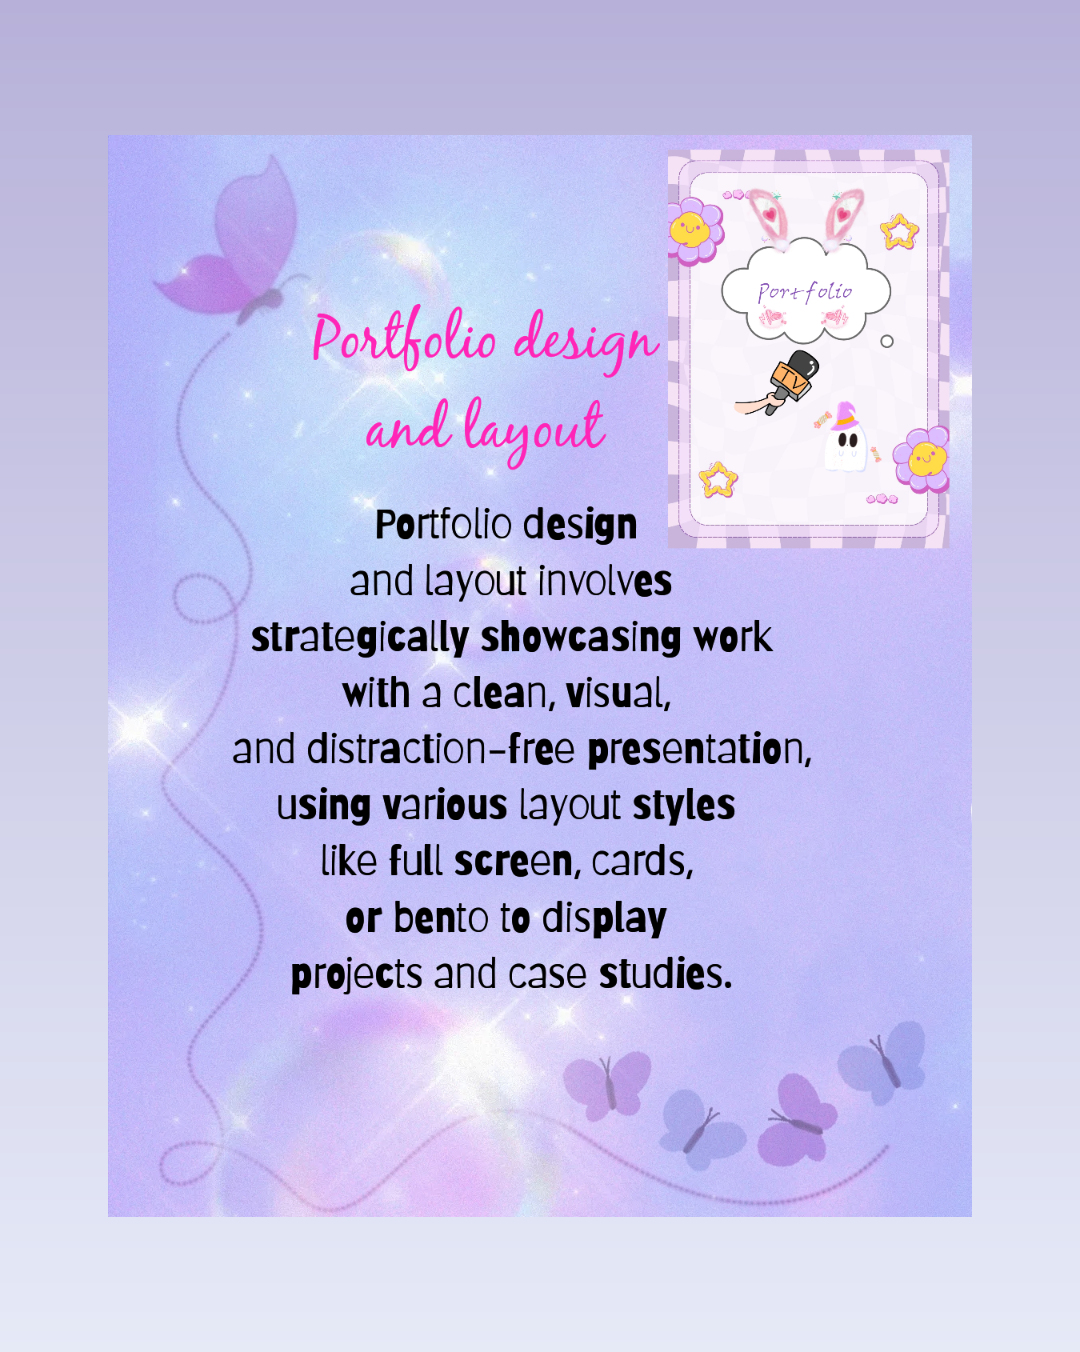 Portfolio design
and layout
Portfolio
TV
Portfolio design
and layout involves
strategically showcasing work
with a clean, visual,
and distraction-free presentation,
using various layout styles
like full screen, cards,
or bento to display
projects and case studies.